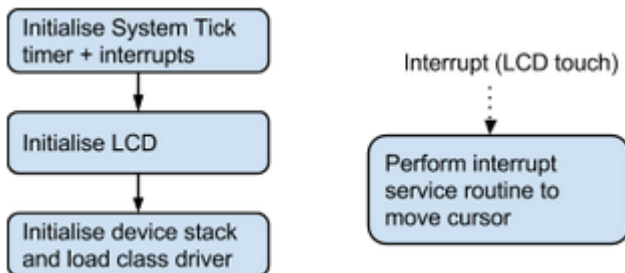 Initialise System Tick
timer + interrupts
Initialise LCD
Initialise device stack
and load class driver
Interrupt (LCD touch)
Perform interrupt
service routine to
move cursor